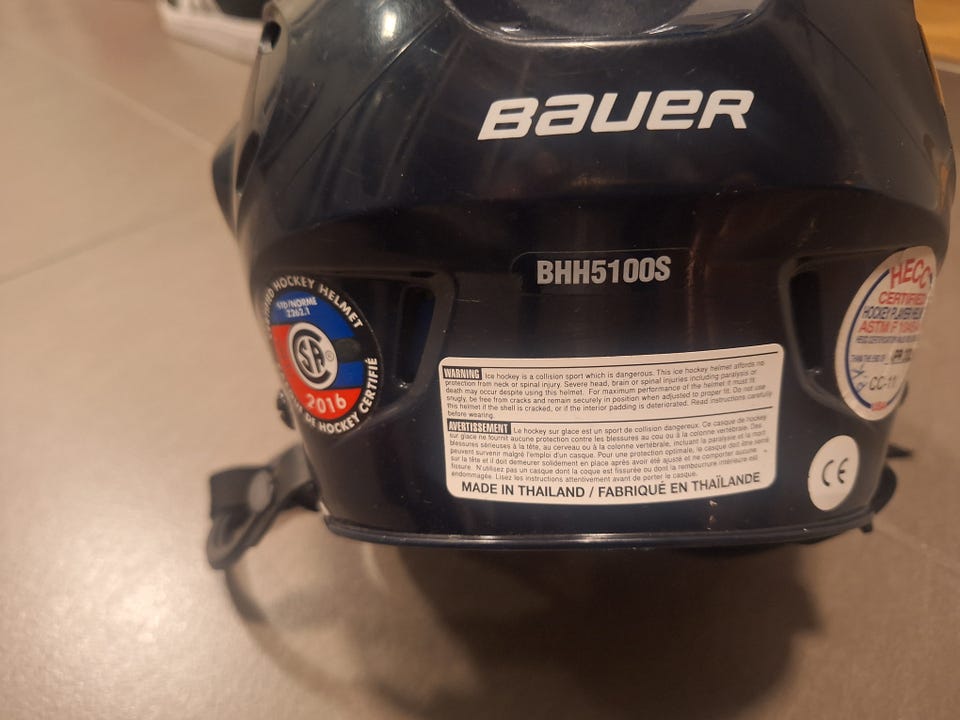 BAUER
BHH5100S
HOCKEY HELMET
STD/NORME
2262.1
CSA®
2016
DE HOCKEY CERTIFIÉ
HECC
CERTIFIED
HOCKEY PLAYER
ASTM F
CC-11
WARNING Ice hockey is a collision sport which is dangerous. This ice hockey helmet affords no
protection from neck or spinal injury. Severe head, brain or spinal injuries including paralysis or
death may occur despite using this helmet. For maximum performance of the helmet it must fit
snugly, be free from cracks and remain securely in position when adjusted to proper fit. Do not use
this helmet if the shell is cracked, or if the interior padding is deteriorated. Read instructions carefully
before wearing.
AVERTISSEMENT Le hockey sur glace est un sport de collision dangereux. Ce casque de hockey
sur glace ne fournit aucune protection contre les blessures au cou ou à la colonne vertébrale. Des
blessures sérieuses à la tête, au cerveau ou à la colonne vertébrale, incluant la paralysie et la mort
peuvent survenir malgré l'emploi d'un casque. Pour une protection optimale, le casque doit être serré
sur la tête et il doit demeurer solidement en place après avoir été ajusté et ne comporter aucune
fissure. N'utilisez pas un casque dont la coque est fissurée ou dont la rembourrure intérieure est
endommagée. Lisez les instructions attentivement avant de porter le casque.
MADE IN THAILAND / FABRIQUÉ EN THAÏLANDE
CE